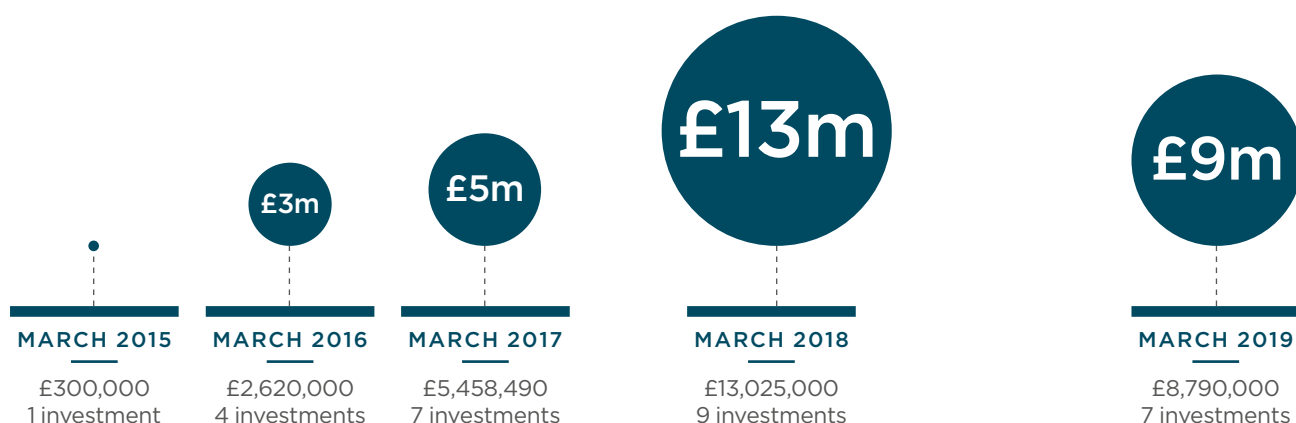 £3m
£5m
£13m
£9m
MARCH 2015
£300,000
1 investment
MARCH 2016
£2,620,000
4 investments
MARCH 2017
£5,458,490
7 investments
MARCH 2018
£13,025,000
9 investments
MARCH 2019
£8,790,000
7 investments